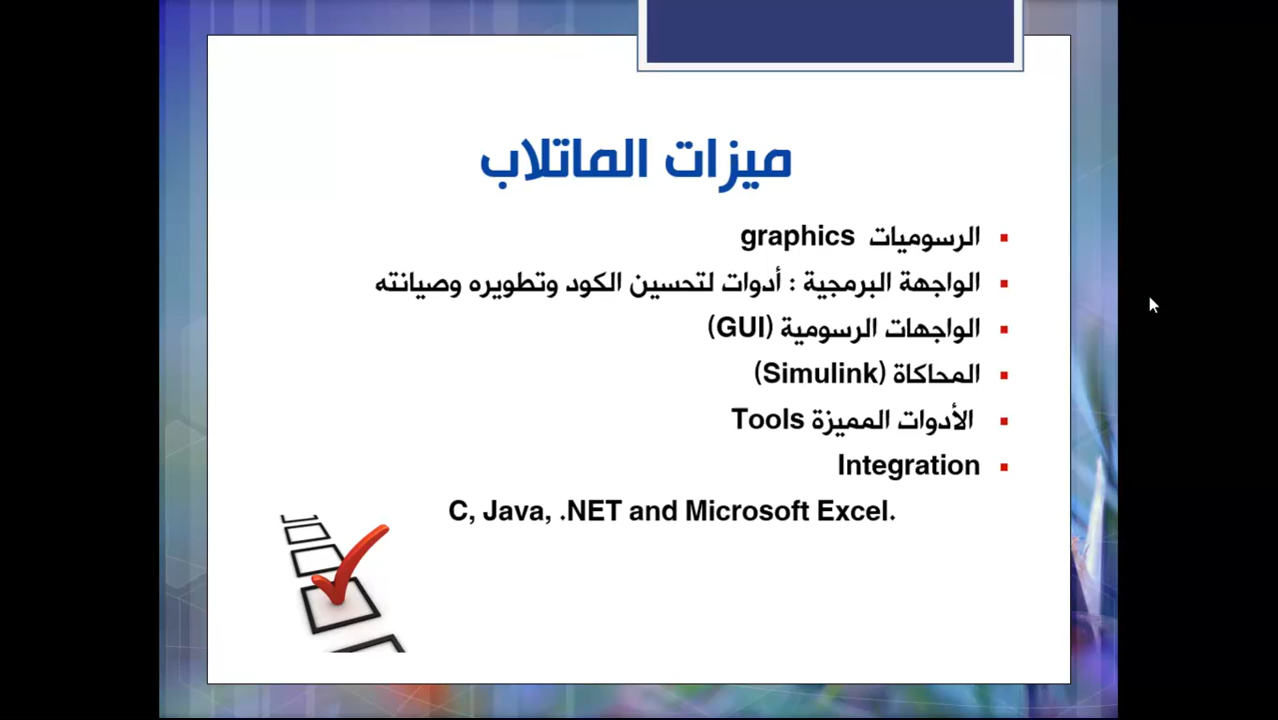 ميزات الماتلاب
الرسوميات graphics
الواجهة البرمجية : أدوات لتحسين الكود وتطويره وصيانته
الواجهات الرسومية (GUI)
المحاكاة (Simulink)
الأدوات المميزة Tools
Integration
C, Java, .NET and Microsoft Excel.